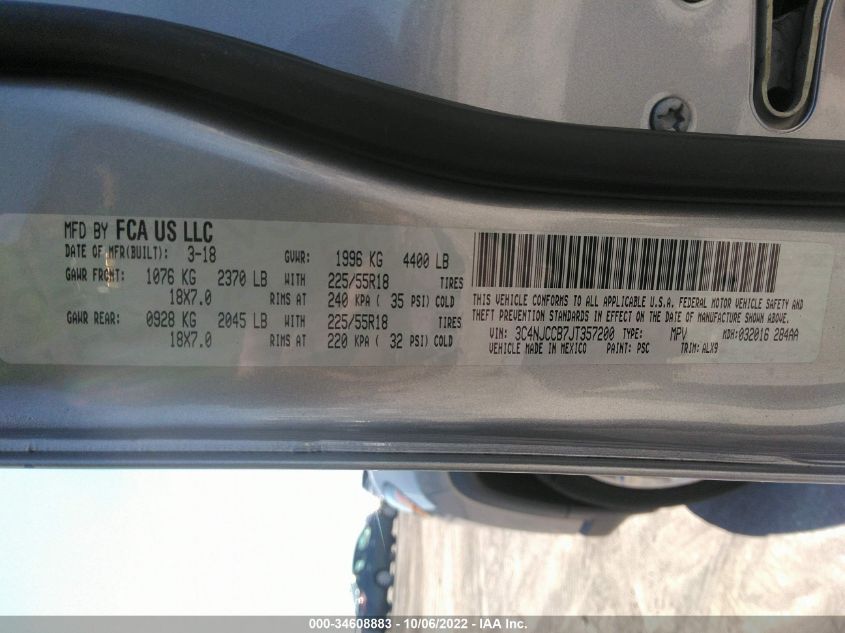 MFD BY FCA US LLC
DATE OF MFR(BUILT): 3-18 GVWR: 1996 KG 4400 LB
GAWR FRONT: 1076 KG 2370 LB WITH 225/55R18 TIRES
18X7.0 RIMS AT 240 KPA ( 35 PSI) COLD
GAWR REAR: 0928 KG 2045 LB WITH 225/55R18 TIRES
18X7.0 RIMS AT 220 KPA ( 32 PSI) COLD
THIS VEHICLE CONFORMS TO ALL APPLICABLE U.S.A. FEDERAL MOTOR VEHICLE SAFETY AND
THEFT PREVENTION STANDARDS IN EFFECT ON THE DATE OF MANUFACTURE SHOWN ABOVE.
VIN: 3C4NJCCB7JT357200 TYPE: MPV MDH:032016 284AA
VEHICLE MADE IN MEXICO PAINT: PSC TRIM: ALX9
000-34608883 - 10/06/2022 - IAA Inc.